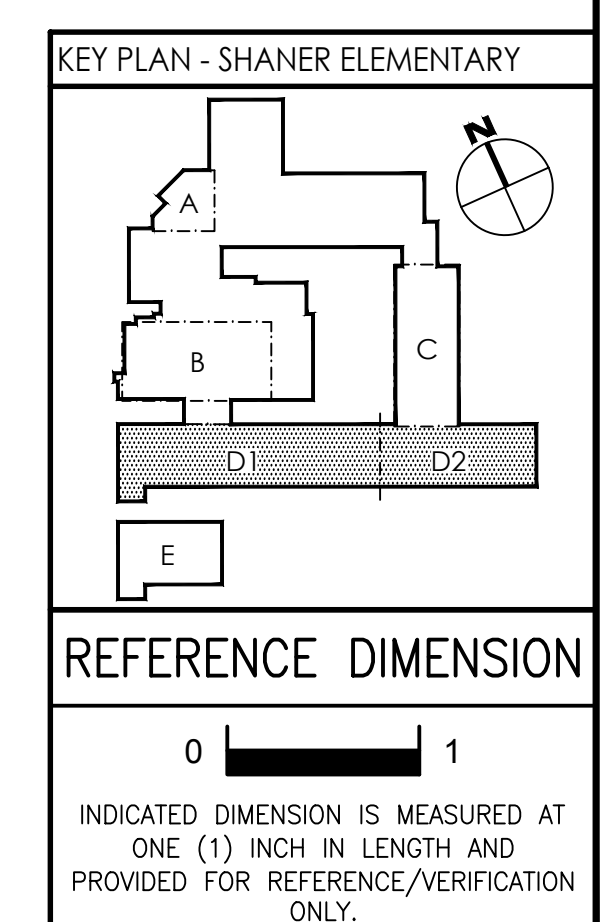 KEY PLAN - SHANER ELEMENTARY
N
A
B
C
D1 D2
E
REFERENCE DIMENSION
0 1
INDICATED DIMENSION IS MEASURED AT
ONE (1) INCH IN LENGTH AND
PROVIDED FOR REFERENCE/VERIFICATION
ONLY.